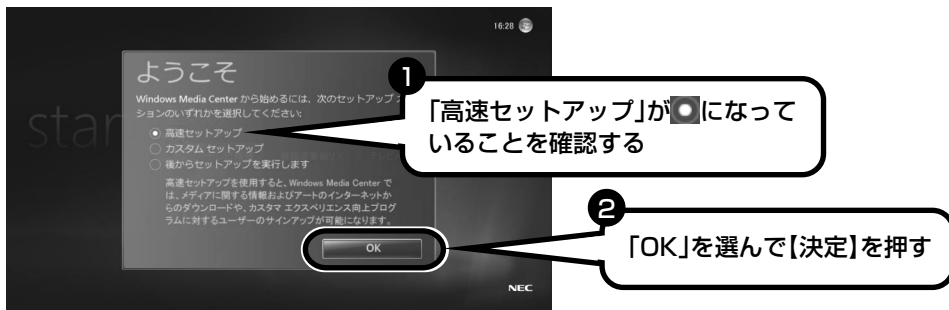 16:28
ようこそ
Windows Media Center から始めるには、次のセットアップ オ
ションのいずれかを選択してください:
star
高速セットアップ
カスタム セットアップ
後からセットアップを実行します
高速セットアップを使用すると、Windows Media Center で
は、メディアに関する情報およびアートのインターネットか
らのダウンロードや、カスタマ エクスペリエンス向上プログ
ラムに対するユーザーのサインアップが可能になります。
OK
NEC
1
「高速セットアップ」が になって
いることを確認する
2
「OK」を選んで【決定】を押す